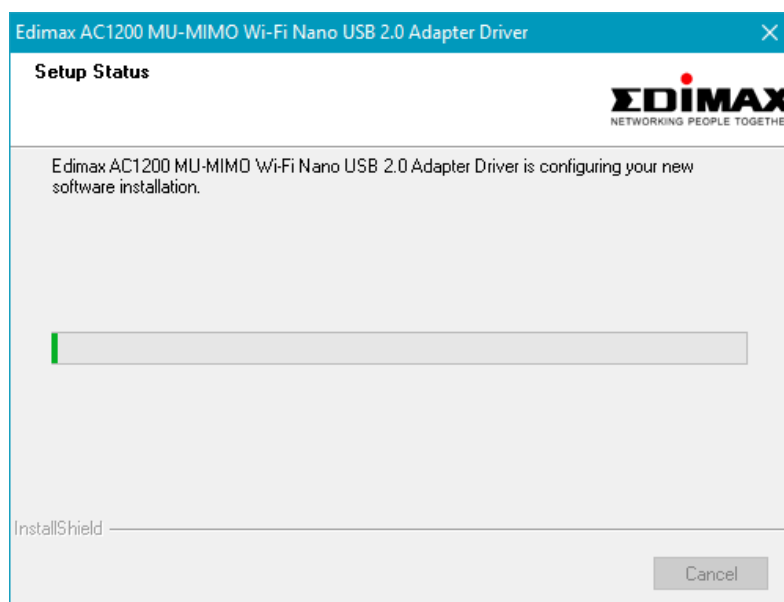 Edimax AC1200 MU-MIMO Wi-Fi Nano USB 2.0 Adapter Driver
Setup Status
EDIMAX
NETWORKING PEOPLE TOGETHE
Edimax AC1200 MU-MIMO Wi-Fi Nano USB 2.0 Adapter Driver is configuring your new
software installation.
InstallShield
Cancel